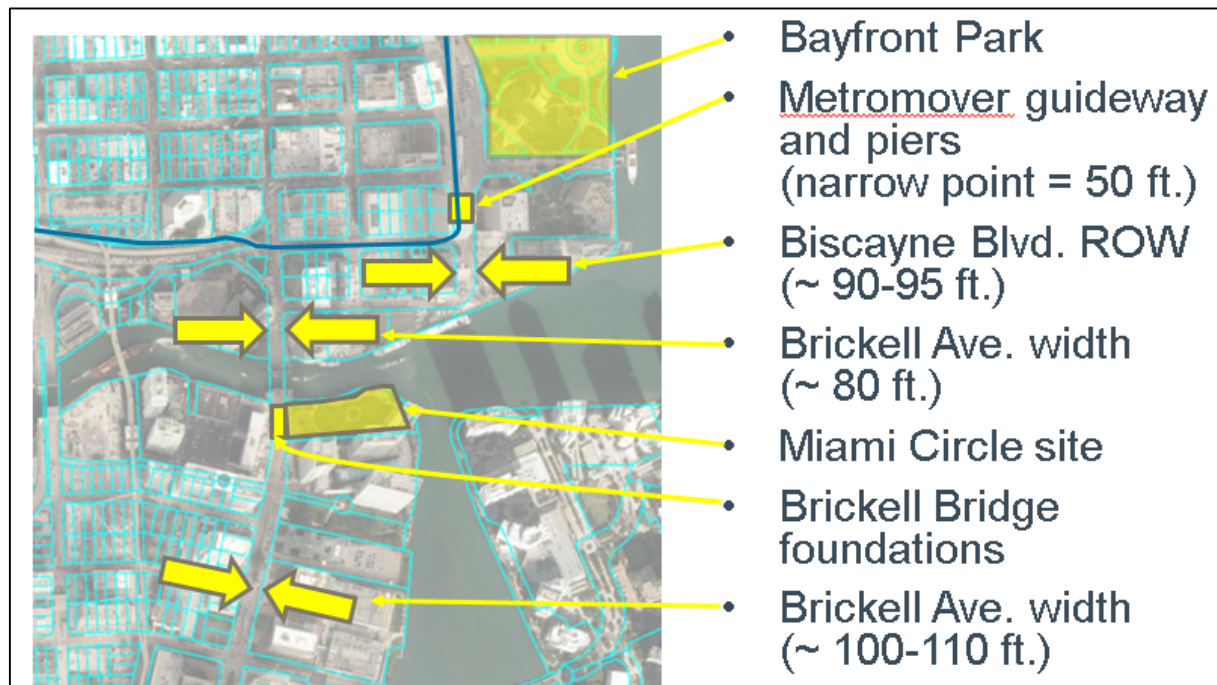 Bayfront Park
Metromover guideway
and piers
(narrow point = 50 ft.)
Biscayne Blvd. ROW
(~ 90-95 ft.)
Brickell Ave. width
(~ 80 ft.)
Miami Circle site
Brickell Bridge
foundations
Brickell Ave. width
(~ 100-110 ft.)